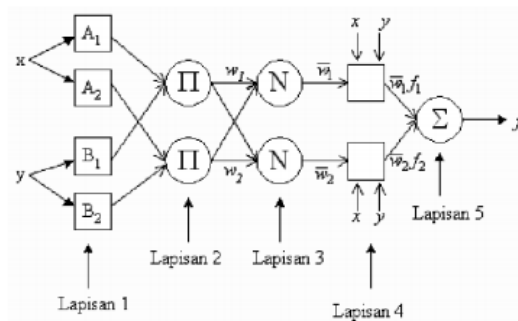 x y
A₁
x
A₂
Π w₁ N w̅₁ w̅₁f₁
Σ
B₁
y
Π w₂ N w̅₂ w̅₂f₂
B₂
x y
Lapisan 1
Lapisan 2
Lapisan 3
Lapisan 4
Lapisan 5